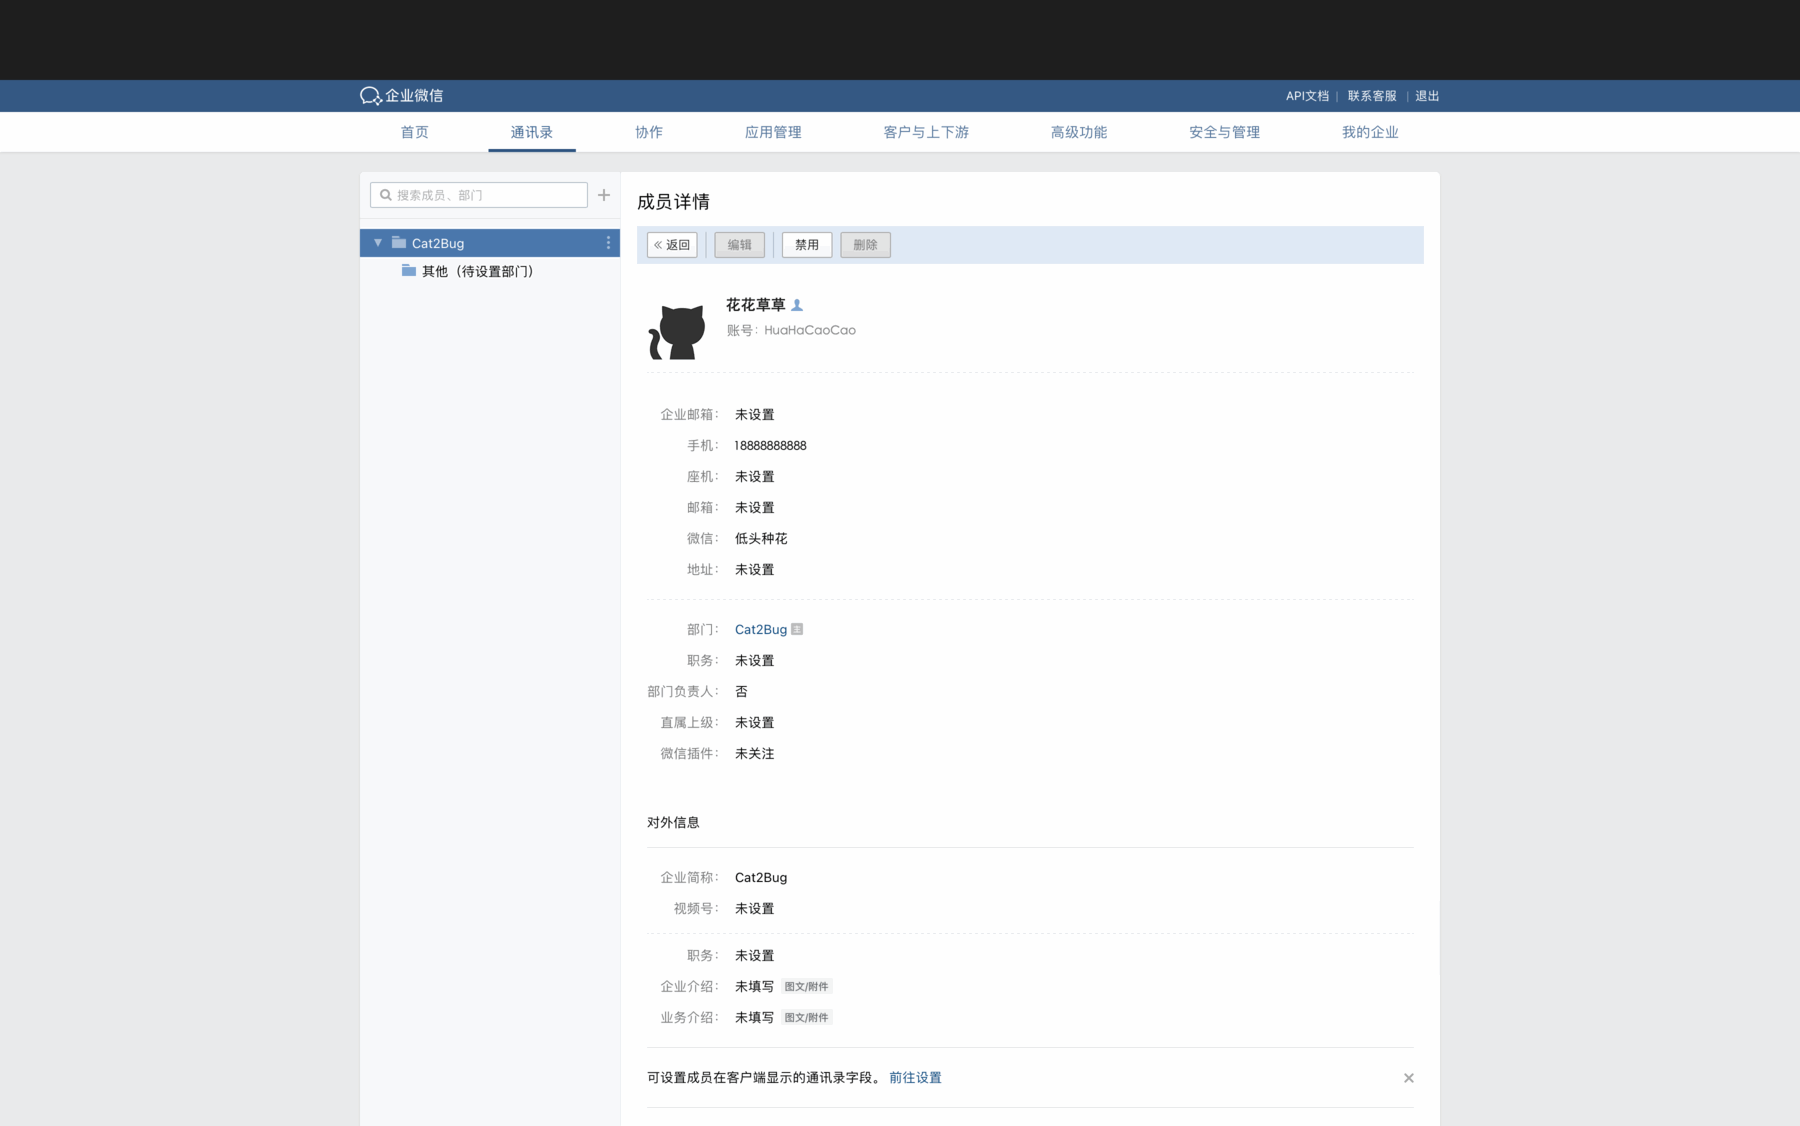 企业微信
API文档 | 联系客服 | 退出
首页 通讯录 协作 应用管理 客户与上下游 高级功能 安全与管理 我的企业
搜索成员、部门
Cat2Bug
其他（待设置部门）
成员详情
« 返回 编辑 禁用 删除
花花草草
账号：HuaHaCaoCao
企业邮箱： 未设置
手机： 18888888888
座机： 未设置
邮箱： 未设置
微信： 低头种花
地址： 未设置
部门： Cat2Bug 主
职务： 未设置
部门负责人： 否
直属上级： 未设置
微信插件： 未关注
对外信息
企业简称： Cat2Bug
视频号： 未设置
职务： 未设置
企业介绍： 未填写 图文/附件
业务介绍： 未填写 图文/附件
可设置成员在客户端显示的通讯录字段。 前往设置